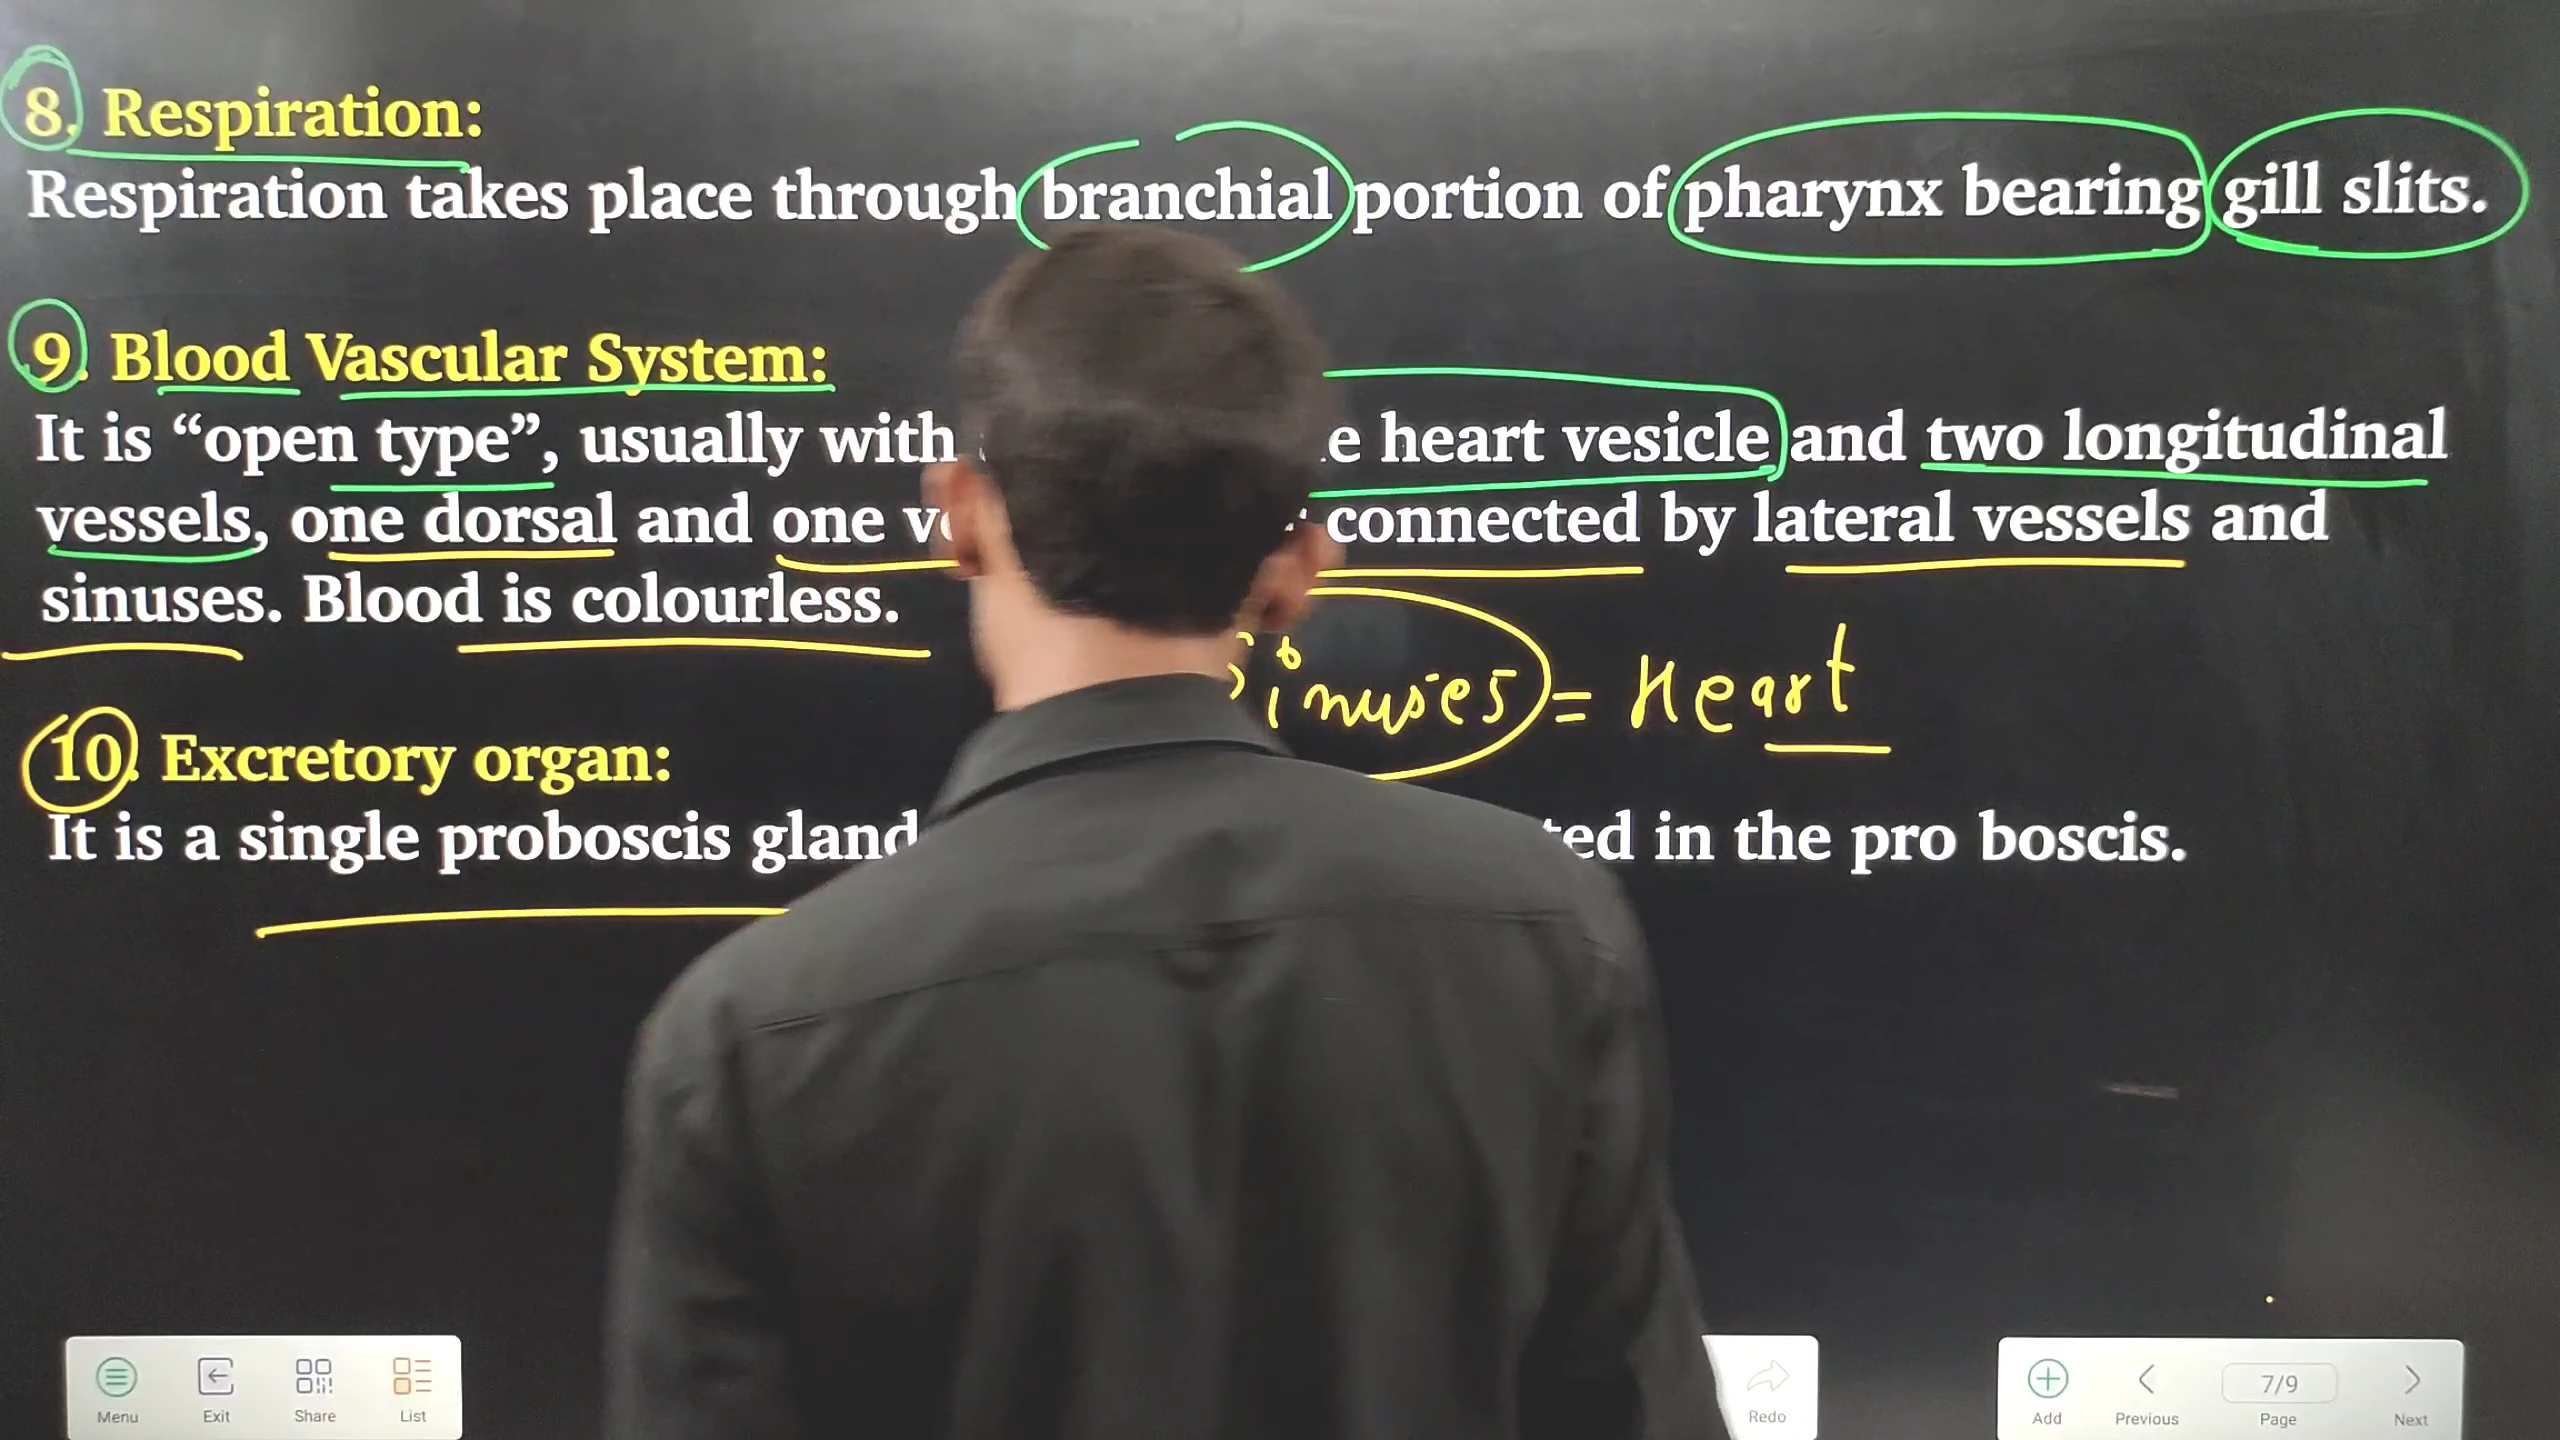 8. Respiration:
Respiration takes place through branchial portion of pharynx bearing gill slits.
9. Blood Vascular System:
It is “open type”, usually with heart vesicle and two longitudinal
vessels, one dorsal and one connected by lateral vessels and
sinuses. Blood is colourless.
Sinuses = Heart
10. Excretory organ:
It is a single proboscis gland in the pro boscis.
Menu
Exit
Share
List
Redo
Add
Previous
7/9
Page
Next